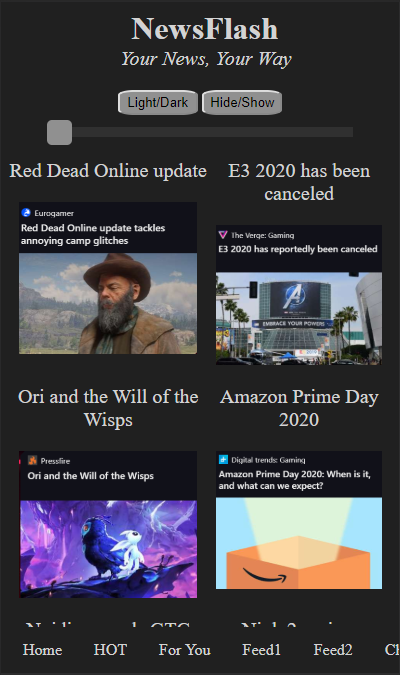 NewsFlash
Your News, Your Way
Light/Dark
Hide/Show
Red Dead Online update
Eurogamer
Red Dead Online update tackles
annoying camp glitches
E3 2020 has been
canceled
The Verge: Gaming
E3 2020 has reportedly been canceled
EMBRACE YOUR POWERS
Ori and the Will of the
Wisps
Pressfire
Ori and the Will of the Wisps
Amazon Prime Day
2020
Digital trends: Gaming
Amazon Prime Day 2020: When is it,
and what can we expect?
Home
HOT
For You
Feed1
Feed2